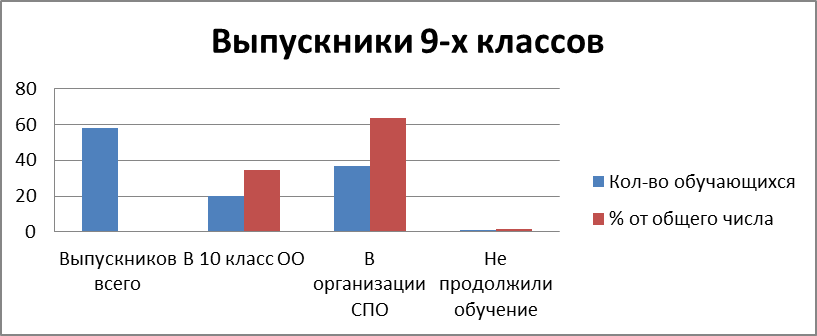 Выпускники 9-х классов
80
60
40
20
0
Выпускников
всего
В 10 класс ОО
В
организации
СПО
Не
продолжили
обучение
Кол-во обучающихся
% от общего числа